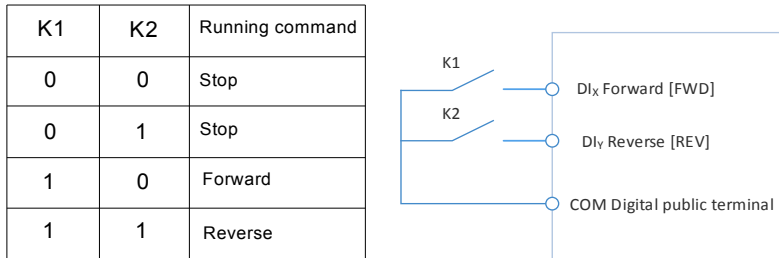 K1 K2 Running command
0 0 Stop
0 1 Stop
1 0 Forward
1 1 Reverse
K1
DIX Forward [FWD]
K2
DIY Reverse [REV]
COM Digital public terminal